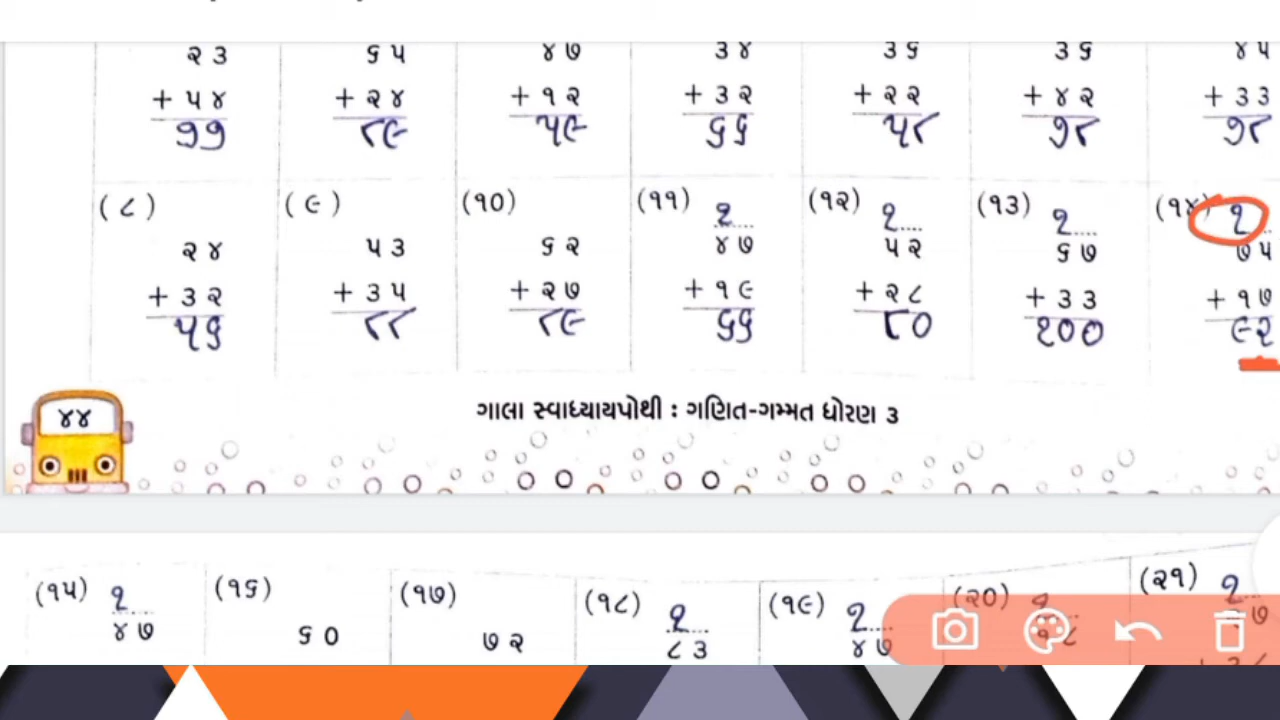 ૨૩ ૬૫ ૪૭ ૩૪ ૩૬ ૩૬ ૪૫
+ ૫૪ + ૨૪ + ૧૨ + ૩૨ + ૨૨ + ૪૨ + ૩૩
૭૭ ૮૯ ૫૯ ૬૬ ૫૮ ૭૮ ૭૮
(૮) (૯) (૧૦) (૧૧) ૧ (૧૨) ૧ (૧૩) ૧ (૧૪) ૧
૨૪ ૫૩ ૬૨ ૪૭ ૫૨ ૬૭ ૭૫
+ ૩૨ + ૩૫ + ૨૭ + ૧૯ + ૨૮ + ૩૩ + ૧૭
૫૬ ૮૮ ૮૯ ૬૬ ૮૦ ૧૦૦ ૯૨
૪૪ ગાલા સ્વાધ્યાયપોથી : ગણિત-ગમ્મત ધોરણ ૩
(૧૫) ૧ (૧૬) (૧૭) (૧૮) ૧ (૧૯) ૧ (૨૦) ૧ (૨૧) ૧
૪૭ ૬૦ ૭૨ ૮૩ ૪૭